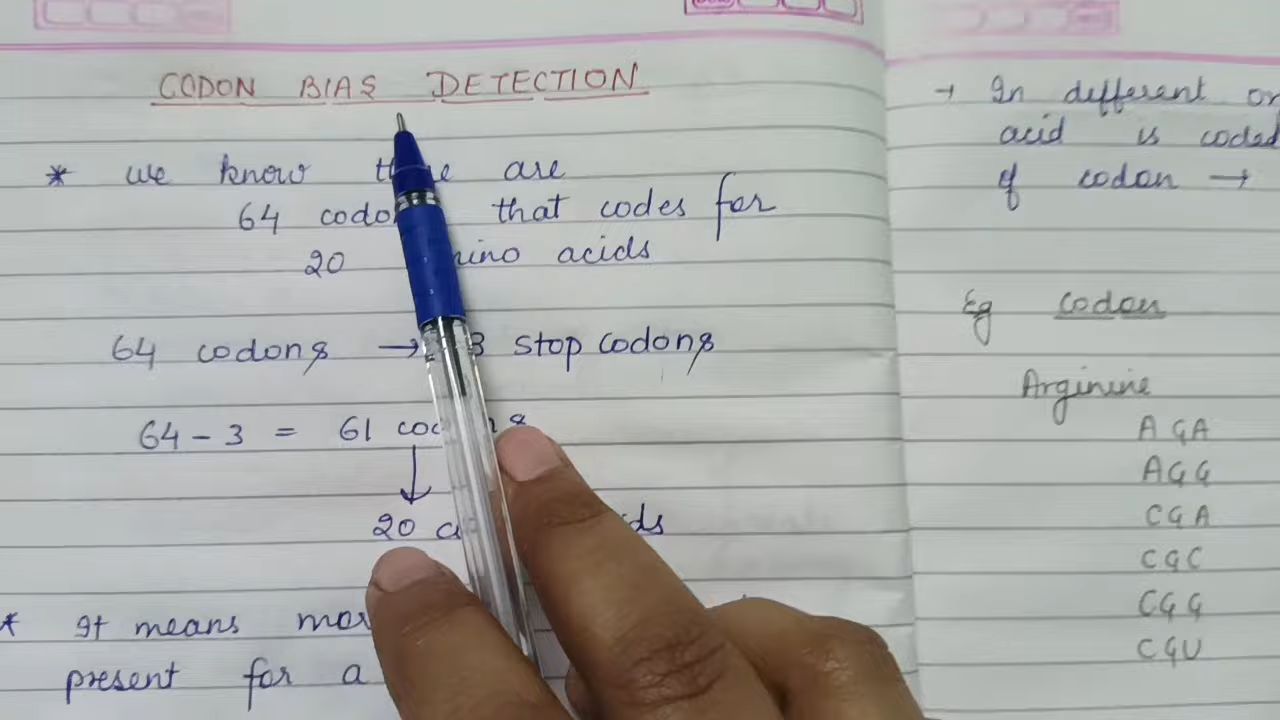 CODON BIAS DETECTION
* we know are
64 that codes for
20 acids
64 codons → 3 stop codons
64 - 3 = 61
20
* It means
present for a
→ In different
acid is coded
of codon →
Eg codon
Arginine
AGA
AGG
CGA
CGC
CGG
CGU